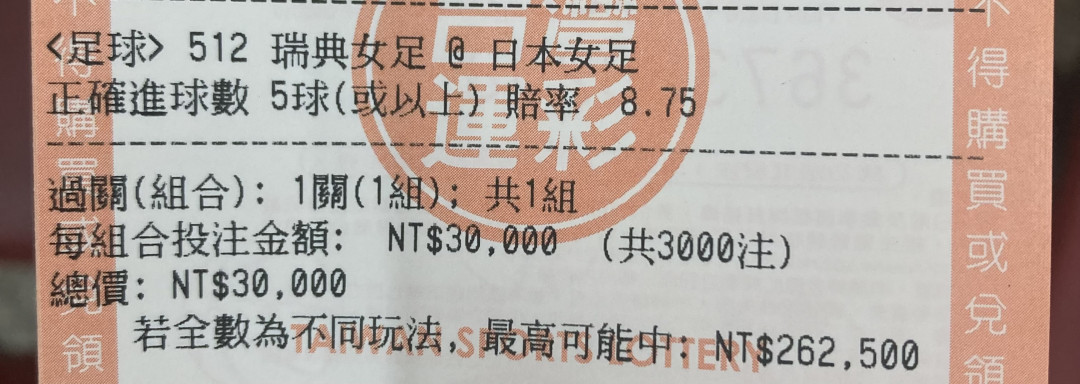 <足球> 512 瑞典女足 @ 日本女足
正確進球數 5球(或以上) 賠率 8.75
過關(組合): 1關(1組); 共1組
每組合投注金額: NT$30,000 (共3000注)
總價: NT$30,000
若全數為不同玩法, 最高可能中: NT$262,500
TAIWAN SPORTS LOTTERY
運彩
不得購買或兌領
不得購買或兌領